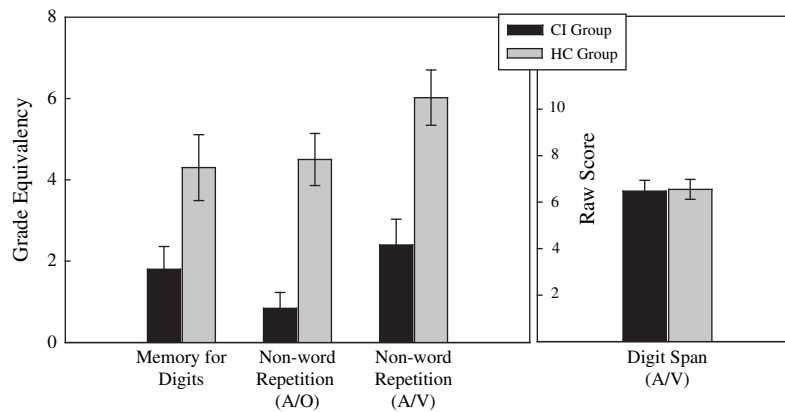 8
6
4
2
0
Grade Equivalency
CI Group
HC Group
10
8
6
4
2
Raw Score
Memory for
Digits
Non-word
Repetition
(A/O)
Non-word
Repetition
(A/V)
Digit Span
(A/V)